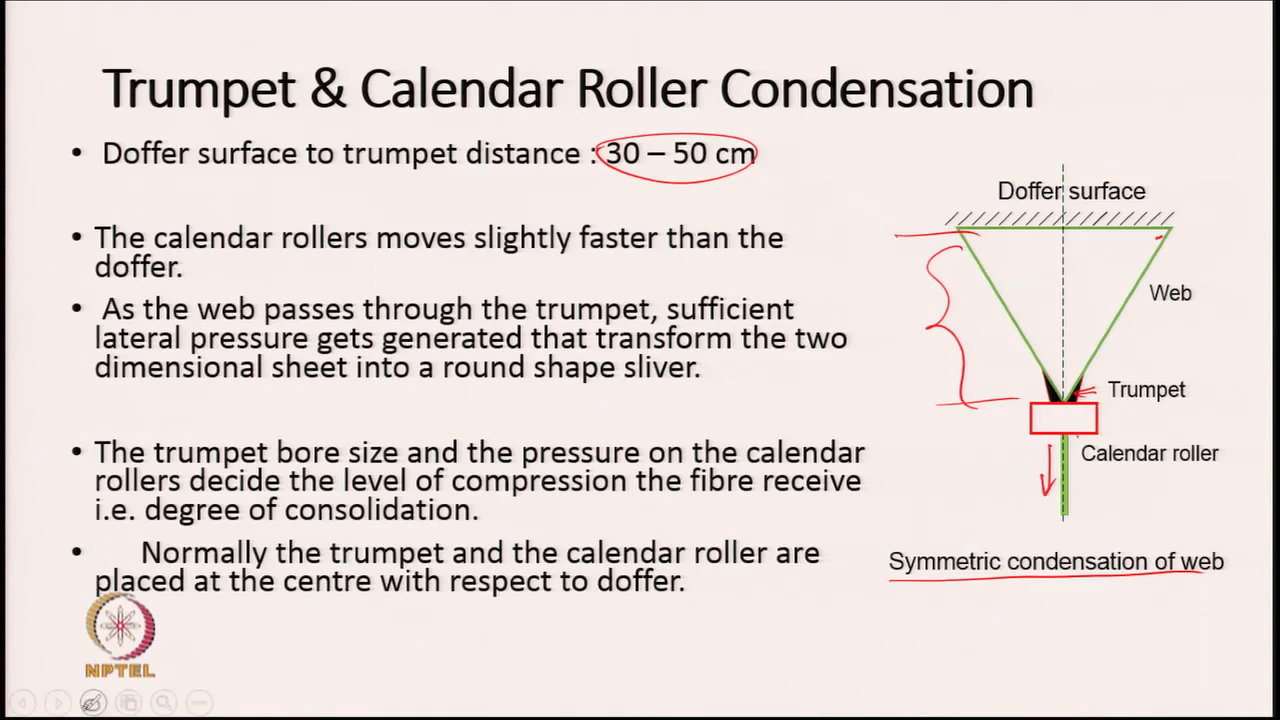 Trumpet & Calendar Roller Condensation
• Doffer surface to trumpet distance : 30 – 50 cm
• The calendar rollers moves slightly faster than the
doffer.
• As the web passes through the trumpet, sufficient
lateral pressure gets generated that transform the two
dimensional sheet into a round shape sliver.
• The trumpet bore size and the pressure on the calendar
rollers decide the level of compression the fibre receive
i.e. degree of consolidation.
• Normally the trumpet and the calendar roller are
placed at the centre with respect to doffer.
Doffer surface
Web
Trumpet
Calendar roller
Symmetric condensation of web
NPTEL